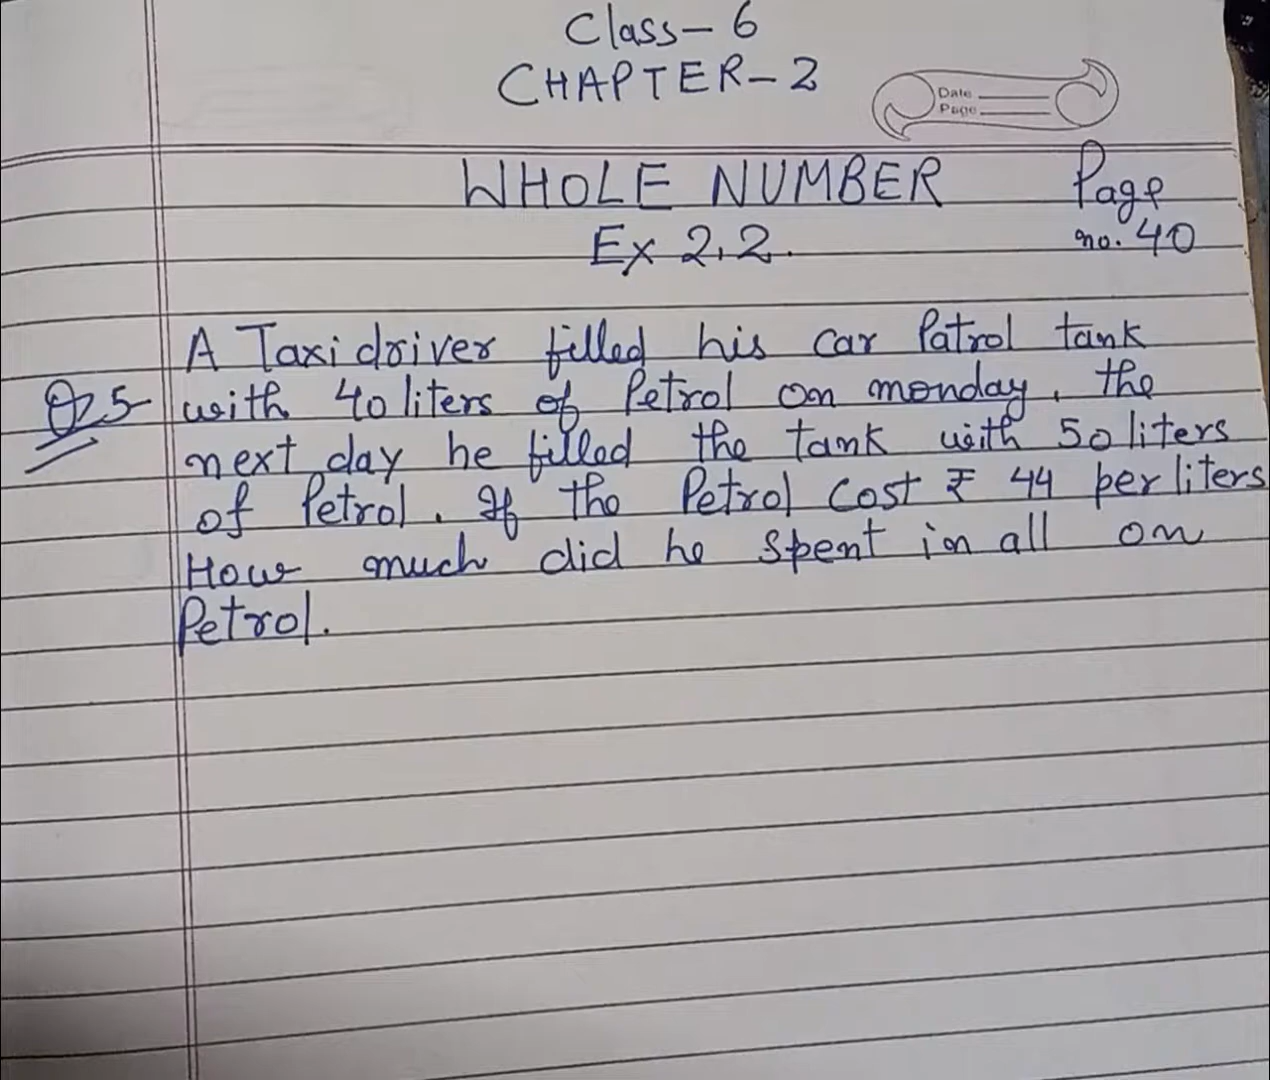 Class-6
CHAPTER-2
Date
Page
WHOLE NUMBER Page
Ex 2.2. no. 40
A Taxi driver filled his car Patrol tank
Q5- with 40 liters of Petrol on monday, the
next day he filled the tank with 50 liters
of Petrol. If the Petrol cost ₹ 44 per liters
How much did he spent in all on
Petrol.